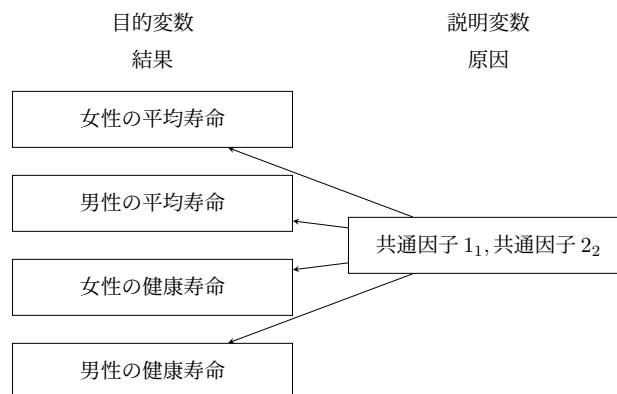 目的変数
説明変数
結果
原因
女性の平均寿命
男性の平均寿命
共通因子 1₁, 共通因子 2₂
女性の健康寿命
男性の健康寿命